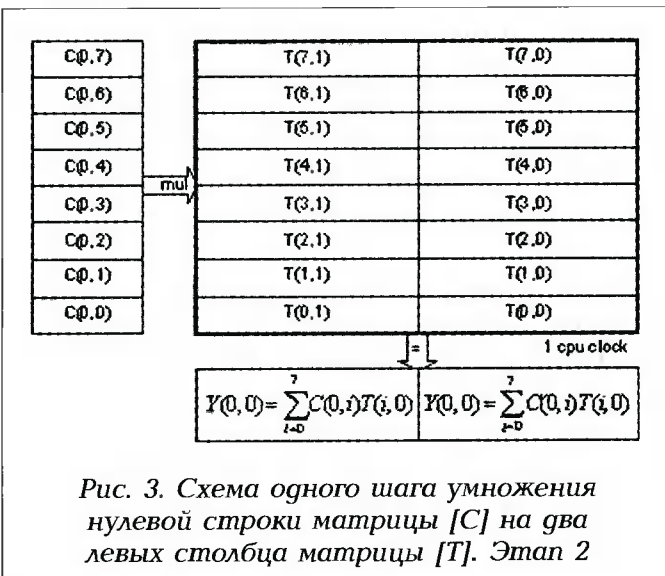 C(0,7) T(7,1) T(7,0)
C(0,6) T(6,1) T(6,0)
C(0,5) T(5,1) T(5,0)
C(0,4) T(4,1) T(4,0)
mul
C(0,3) T(3,1) T(3,0)
C(0,2) T(2,1) T(2,0)
C(0,1) T(1,1) T(1,0)
C(0,0) T(0,1) T(0,0)
= 1 cpu clock
Y(0,0)=∑_{i=0}^{7}C(0,i)T(i,0) Y(0,0)=∑_{i=0}^{7}C(0,i)T(i,0)
Рис. 3. Схема одного шага умножения
нулевой строки матрицы [C] на два
левых столбца матрицы [T]. Этап 2